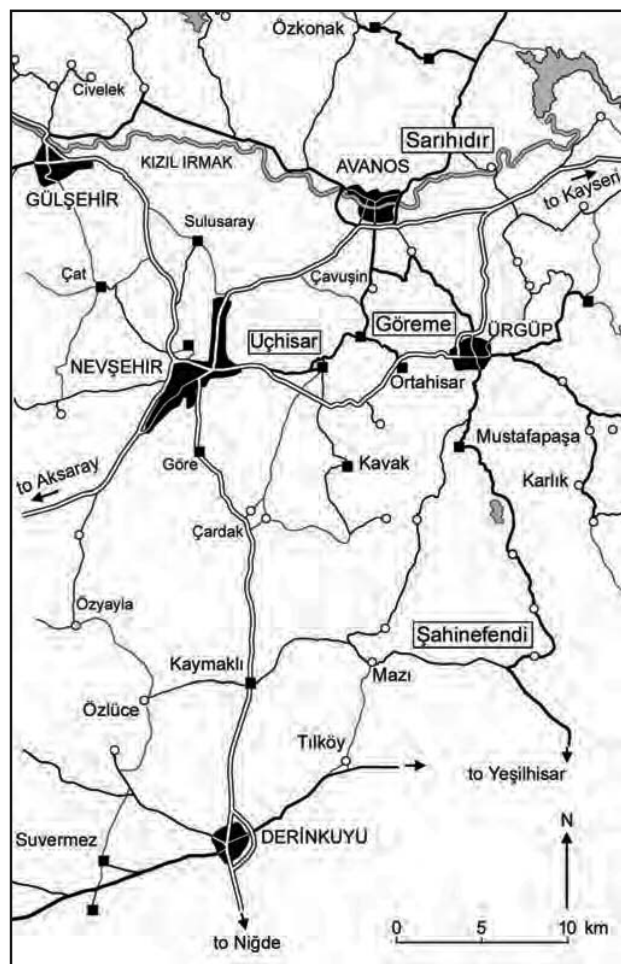 Özkonak
Civelek
Sarıhıdır
KIZIL IRMAK
AVANOS
to Kayseri
GÜLŞEHİR
Sulusaray
Çat
Çavuşin
Uçhisar
Göreme
ÜRGÜP
NEVŞEHİR
Ortahisar
Mustafapaşa
to Aksaray
Göre
Kavak
Karlık
Çardak
Özyayla
Şahinefendi
Kaymaklı
Mazı
Özlüce
Tılköy
to Yeşilhisar
Suvermez
DERİNKUYU
N
0 5 10 km
to Niğde